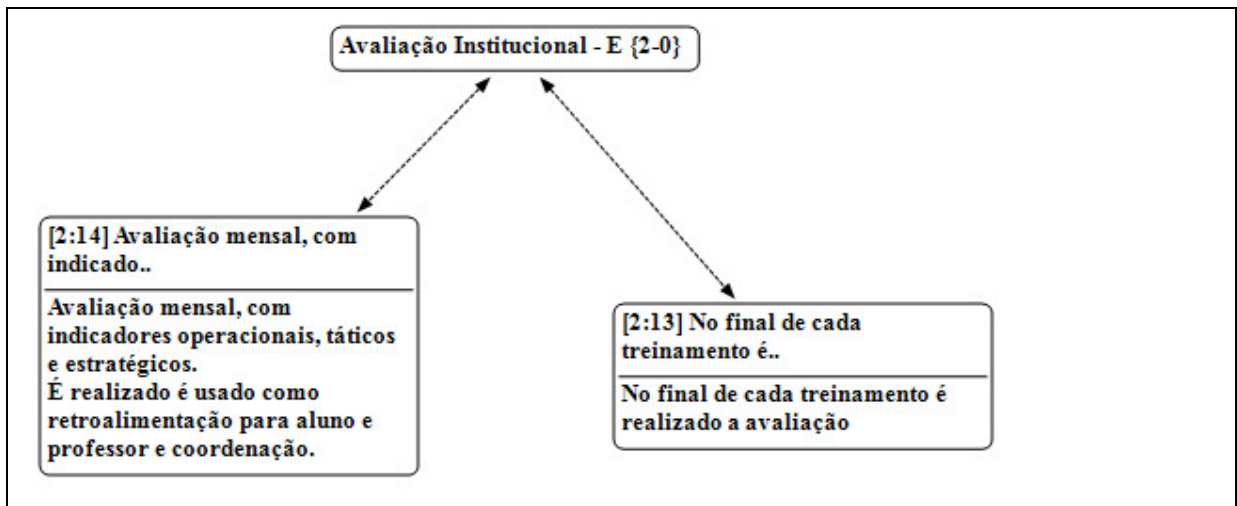 Avaliação Institucional - E {2-0}
[2:14] Avaliação mensal, com
indicado..
Avaliação mensal, com
indicadores operacionais, táticos
e estratégicos.
É realizado é usado como
retroalimentação para aluno e
professor e coordenação.
[2:13] No final de cada
treinamento é..
No final de cada treinamento é
realizado a avaliação